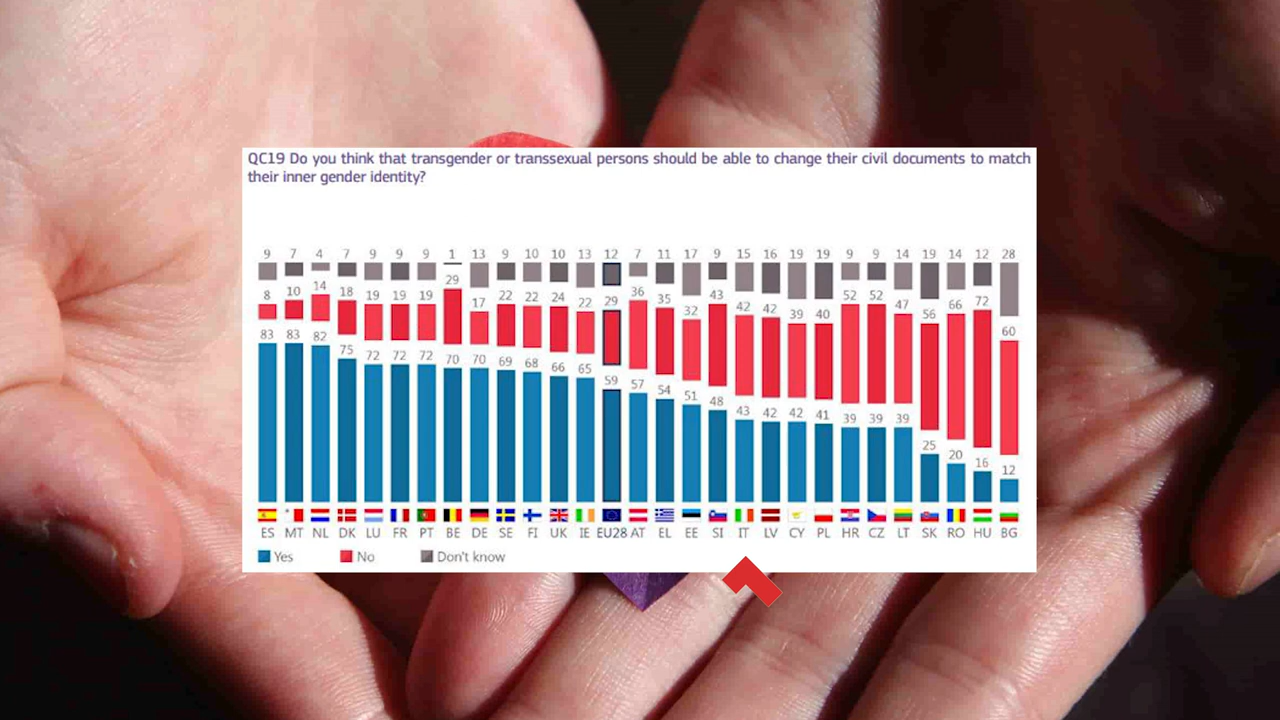 QC19 Do you think that transgender or transsexual persons should be able to change their civil documents to match
their inner gender identity?
9 7 4 7 9 9 9 1 13 9 10 10 13 12 7 11 17 9 15 16 19 19 9 9 14 19 14 12 28
8 10 14 18 19 19 19 29 17 22 22 24 22 29 36 35 32 43 42 42 39 40 52 52 47 56 66 72 60
83 83 82 75 72 72 72 70 70 69 68 66 65 59 57 54 51 48 43 42 42 41 39 39 39 25 20 16 12
ES MT NL DK LU FR PT BE DE SE FI UK IE EU28 AT EL EE SI IT LV CY PL HR CZ LT SK RO HU BG
Yes No Don't know